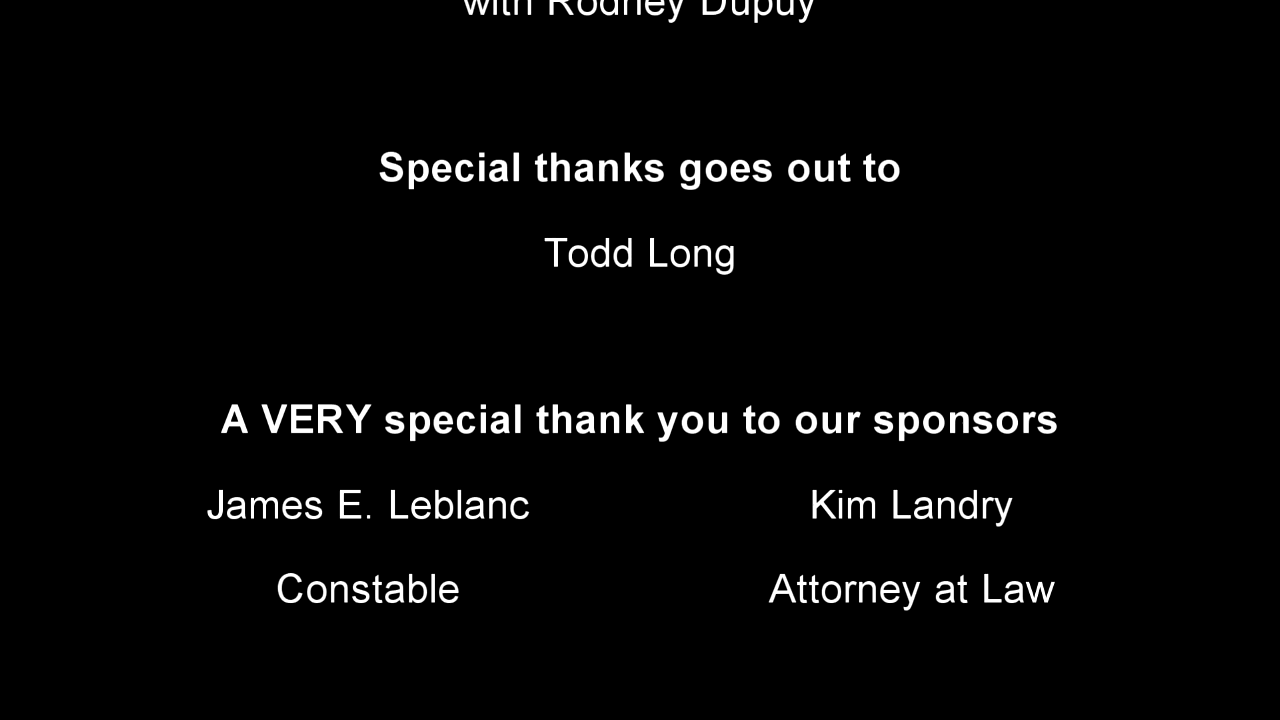 with Rodney Dupuy
Special thanks goes out to
Todd Long
A VERY special thank you to our sponsors
James E. Leblanc
Kim Landry
Constable
Attorney at Law